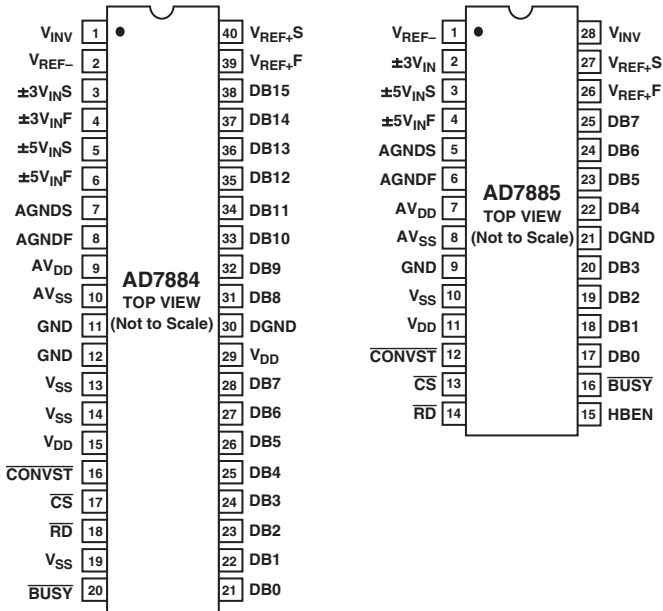 V_INV 1 40 V_REF+S
V_REF– 2 39 V_REF+F
±3V_INS 3 38 DB15
±3V_INF 4 37 DB14
±5V_INS 5 36 DB13
±5V_INF 6 35 DB12
AGNDS 7 34 DB11
AGNDF 8 33 DB10
AV_DD 9 32 DB9
AV_SS 10 31 DB8
GND 11 30 DGND
GND 12 29 V_DD
V_SS 13 28 DB7
V_SS 14 27 DB6
V_DD 15 26 DB5
CONVST 16 25 DB4
CS 17 24 DB3
RD 18 23 DB2
V_SS 19 22 DB1
BUSY 20 21 DB0
AD7884
TOP VIEW
(Not to Scale)
V_REF– 1 28 V_INV
±3V_IN 2 27 V_REF+S
±5V_INS 3 26 V_REF+F
±5V_INF 4 25 DB7
AGNDS 5 24 DB6
AGNDF 6 23 DB5
AV_DD 7 22 DB4
AV_SS 8 21 DGND
GND 9 20 DB3
V_SS 10 19 DB2
V_DD 11 18 DB1
CONVST 12 17 DB0
CS 13 16 BUSY
RD 14 15 HBEN
AD7885
TOP VIEW
(Not to Scale)